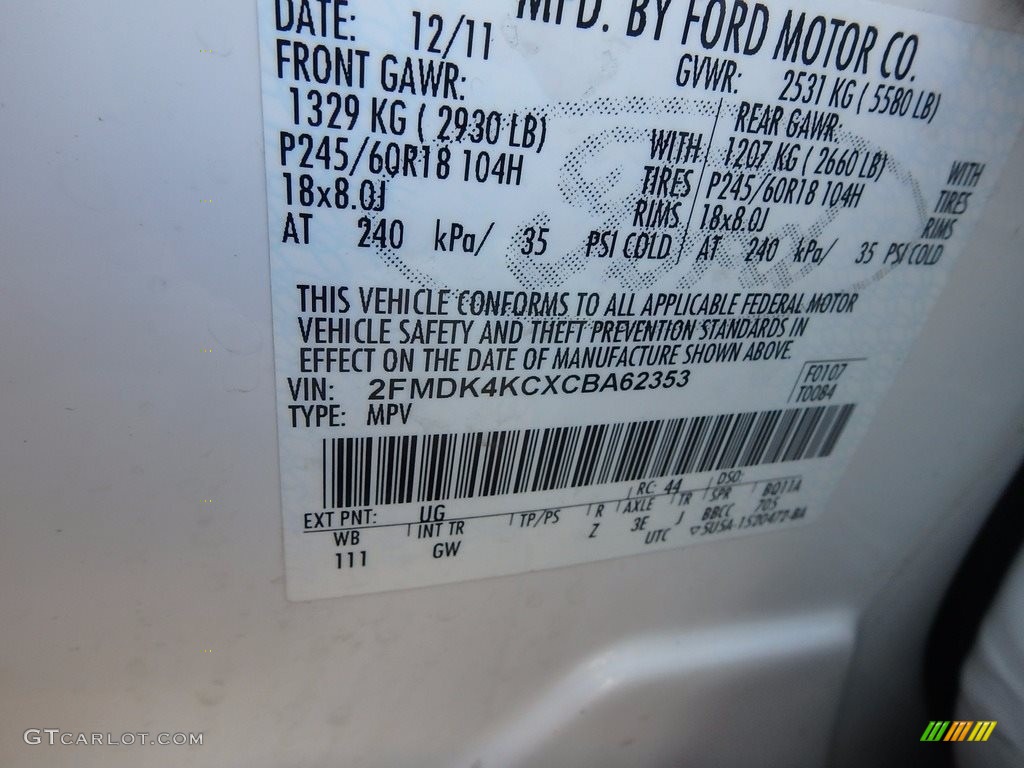 MFD. BY FORD MOTOR CO.
DATE: 12/11 GVWR: 2531 KG ( 5580 LB)
FRONT GAWR: REAR GAWR:
1329 KG ( 2930 LB) WITH 1207 KG ( 2660 LB) WITH
P245/60R18 104H TIRES P245/60R18 104H TIRES
18x8.0J RIMS 18x8.0J RIMS
AT 240 kPa/ 35 PSI COLD AT 240 kPa/ 35 PSI COLD
THIS VEHICLE CONFORMS TO ALL APPLICABLE FEDERAL MOTOR
VEHICLE SAFETY AND THEFT PREVENTION STANDARDS IN
EFFECT ON THE DATE OF MANUFACTURE SHOWN ABOVE.
VIN: 2FMDK4KCXCBA62353 F0107
TYPE: MPV T0084
EXT PNT: UG RC: 44 DSO:
WB INT TR TP/PS R AXLE TR SPR BQ11A
111 GW Z 3E J BBCC 705
UTC
GTCARLOT.COM